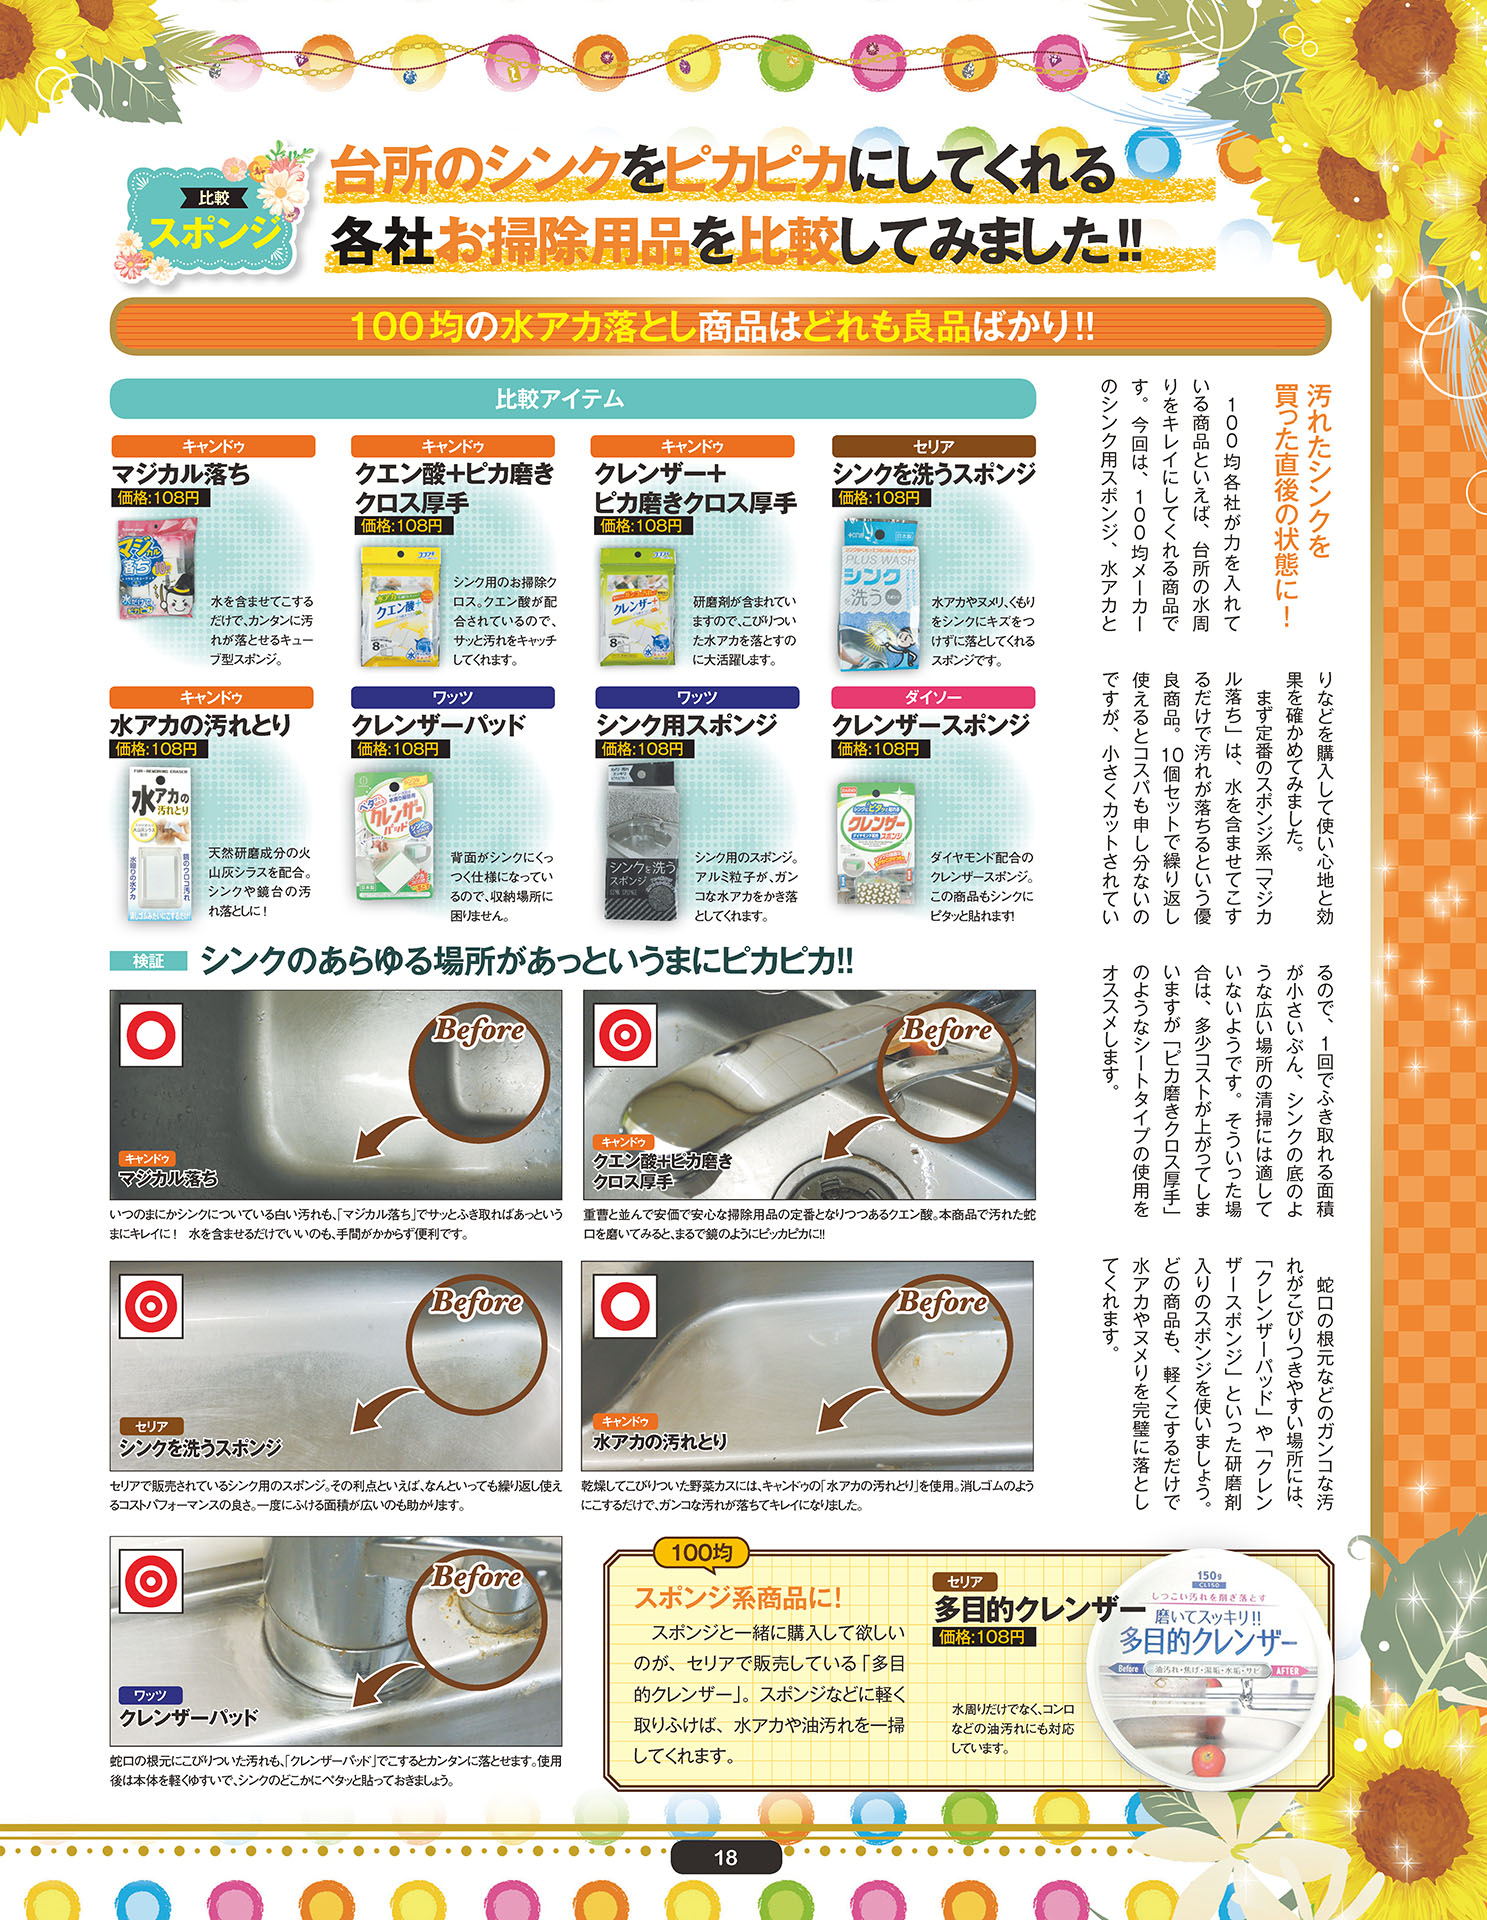 比較
スポンジ
台所のシンクをピカピカにしてくれる
各社お掃除用品を比較してみました!!
100均の水アカ落とし商品はどれも良品ばかり!!
比較アイテム
キャンドゥ
マジカル落ち
価格:108円
水を含ませてこする
だけで、カンタンに汚
れが落とせるキュー
ブ型スポンジ。
キャンドゥ
クエン酸+ピカ磨き
クロス厚手
価格:108円
シンク用のお掃除ク
ロス。クエン酸が配
合されているので、
サッと汚れをキャッチ
してくれます。
キャンドゥ
クレンザー+
ピカ磨きクロス厚手
価格:108円
研磨剤が含まれてい
ますので、こびりつい
た水アカを落とすの
に大活躍します。
セリア
シンクを洗うスポンジ
価格:108円
PLUS WASH
シンク
洗う
水アカやヌメリ、くもり
をシンクにキズをつ
けずに落としてくれる
スポンジです。
キャンドゥ
水アカの汚れとり
価格:108円
水アカの
汚れとり
天然研磨成分の火
山灰シラスを配合。
シンクや鏡台の汚
れ落としに!
ワッツ
クレンザーパッド
価格:108円
クレンザー
パッド
背面がシンクにくっ
つく仕様になってい
るので、収納場所に
困りません。
ワッツ
シンク用スポンジ
価格:108円
シンクを洗う
スポンジ
シンク用のスポンジ。
アルミ粒子が、ガン
コな水アカをかき落
としてくれます。
ダイソー
クレンザースポンジ
価格:108円
クレンザー
スポンジ
ダイヤモンド配合の
クレンザースポンジ。
この商品もシンクに
ピタッと貼れます!
汚れたシンクを
買った直後の状態に!
100均各社が力を入れて
いる商品といえば、台所の水周
りをキレイにしてくれる商品で
す。今回は、100均メーカー
のシンク用スポンジ、水アカと
りなどを購入して使い心地と効
果を確かめてみました。
まず定番のスポンジ系「マジカ
ル落ち」は、水を含ませてこす
るだけで汚れが落ちるという優
良商品。10個セットで繰り返し
使えるとコスパも申し分ないの
ですが、小さくカットされてい
るので、1回でふき取れる面積
が小さいぶん、シンクの底のよ
うな広い場所の清掃には適して
いないようです。そういった場
合は、多少コストが上がってしま
いますが「ピカ磨きクロス厚手」
のようなシートタイプの使用を
オススメします。
蛇口の根元などのガンコな汚
れがこびりつきやすい場所には、
「クレンザーパッド」や「クレン
ザースポンジ」といった研磨剤
入りのスポンジを使いましょう。
どの商品も、軽くこするだけで
水アカやヌメリを完璧に落とし
てくれます。
検証
シンクのあらゆる場所があっというまにピカピカ!!
Before
キャンドゥ
マジカル落ち
いつのまにかシンクについている白い汚れも、「マジカル落ち」でサッとふき取ればあっという
まにキレイに! 水を含ませるだけでいいのも、手間がかからず便利です。
Before
キャンドゥ
クエン酸+ピカ磨き
クロス厚手
重曹と並んで安価で安心な掃除用品の定番となりつつあるクエン酸。本商品で汚れた蛇
口を磨いてみると、まるで鏡のようにピッカピカに!!
Before
セリア
シンクを洗うスポンジ
セリアで販売されているシンク用のスポンジ。その利点といえば、なんといっても繰り返し使え
るコストパフォーマンスの良さ。一度にふける面積が広いのも助かります。
Before
キャンドゥ
水アカの汚れとり
乾燥してこびりついた野菜カスには、キャンドゥの「水アカの汚れとり」を使用。消しゴムのよう
にこするだけで、ガンコな汚れが落ちてキレイになりました。
Before
ワッツ
クレンザーパッド
蛇口の根元にこびりついた汚れも、「クレンザーパッド」でこするとカンタンに落とせます。使用
後は本体を軽くゆすいで、シンクのどこかにペタッと貼っておきましょう。
100均
スポンジ系商品に!
スポンジと一緒に購入して欲しい
のが、セリアで販売している「多目
的クレンザー」。スポンジなどに軽く
取りふけば、水アカや油汚れを一掃
してくれます。
セリア
多目的クレンザー
価格:108円
水周りだけでなく、コンロ
などの油汚れにも対応
しています。
150g
CL150
しつこい汚れを削ぎ落とす
磨いてスッキリ!!
多目的クレンザー
Before
油汚れ・焦げ・湯垢・水垢・サビ
AFTER
18